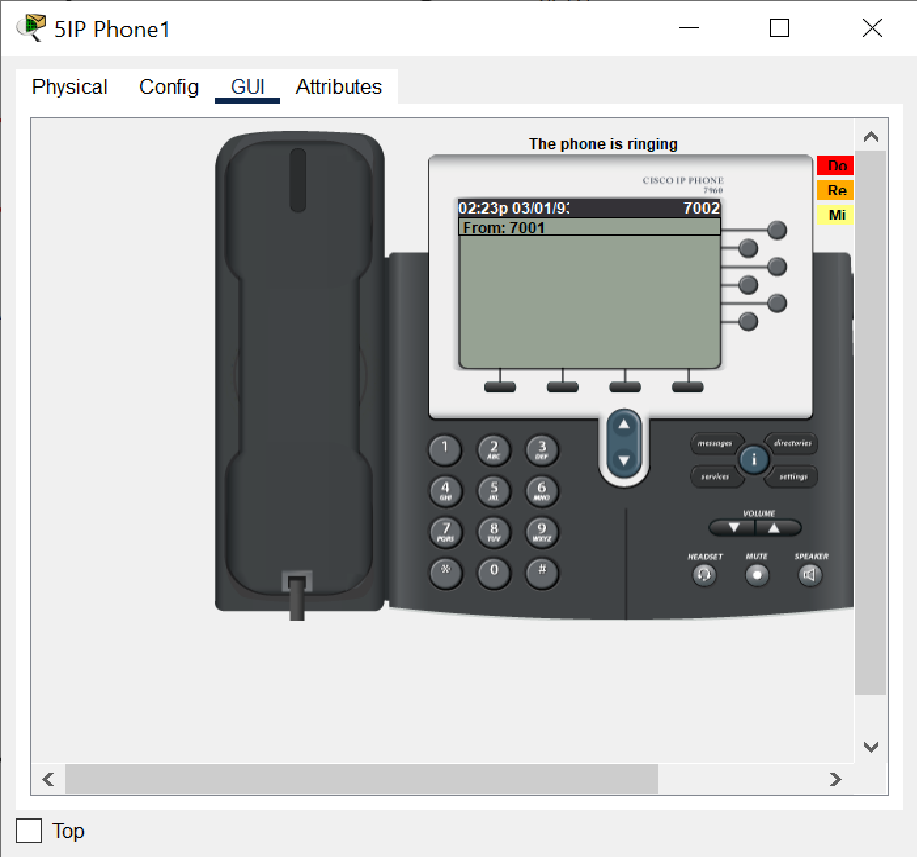 5IP Phone1
Physical Config GUI Attributes
The phone is ringing
CISCO IP PHONE
7960
Do
Re
Mi
02:23p 03/01/9 7002
From: 7001
1
2 ABC
3 DEF
4 GHI
5 JKL
6 MNO
7 PQRS
8 TUV
9 WXYZ
*
0
#
messages
directories
i
services
settings
VOLUME
HEADSET MUTE SPEAKER
Top